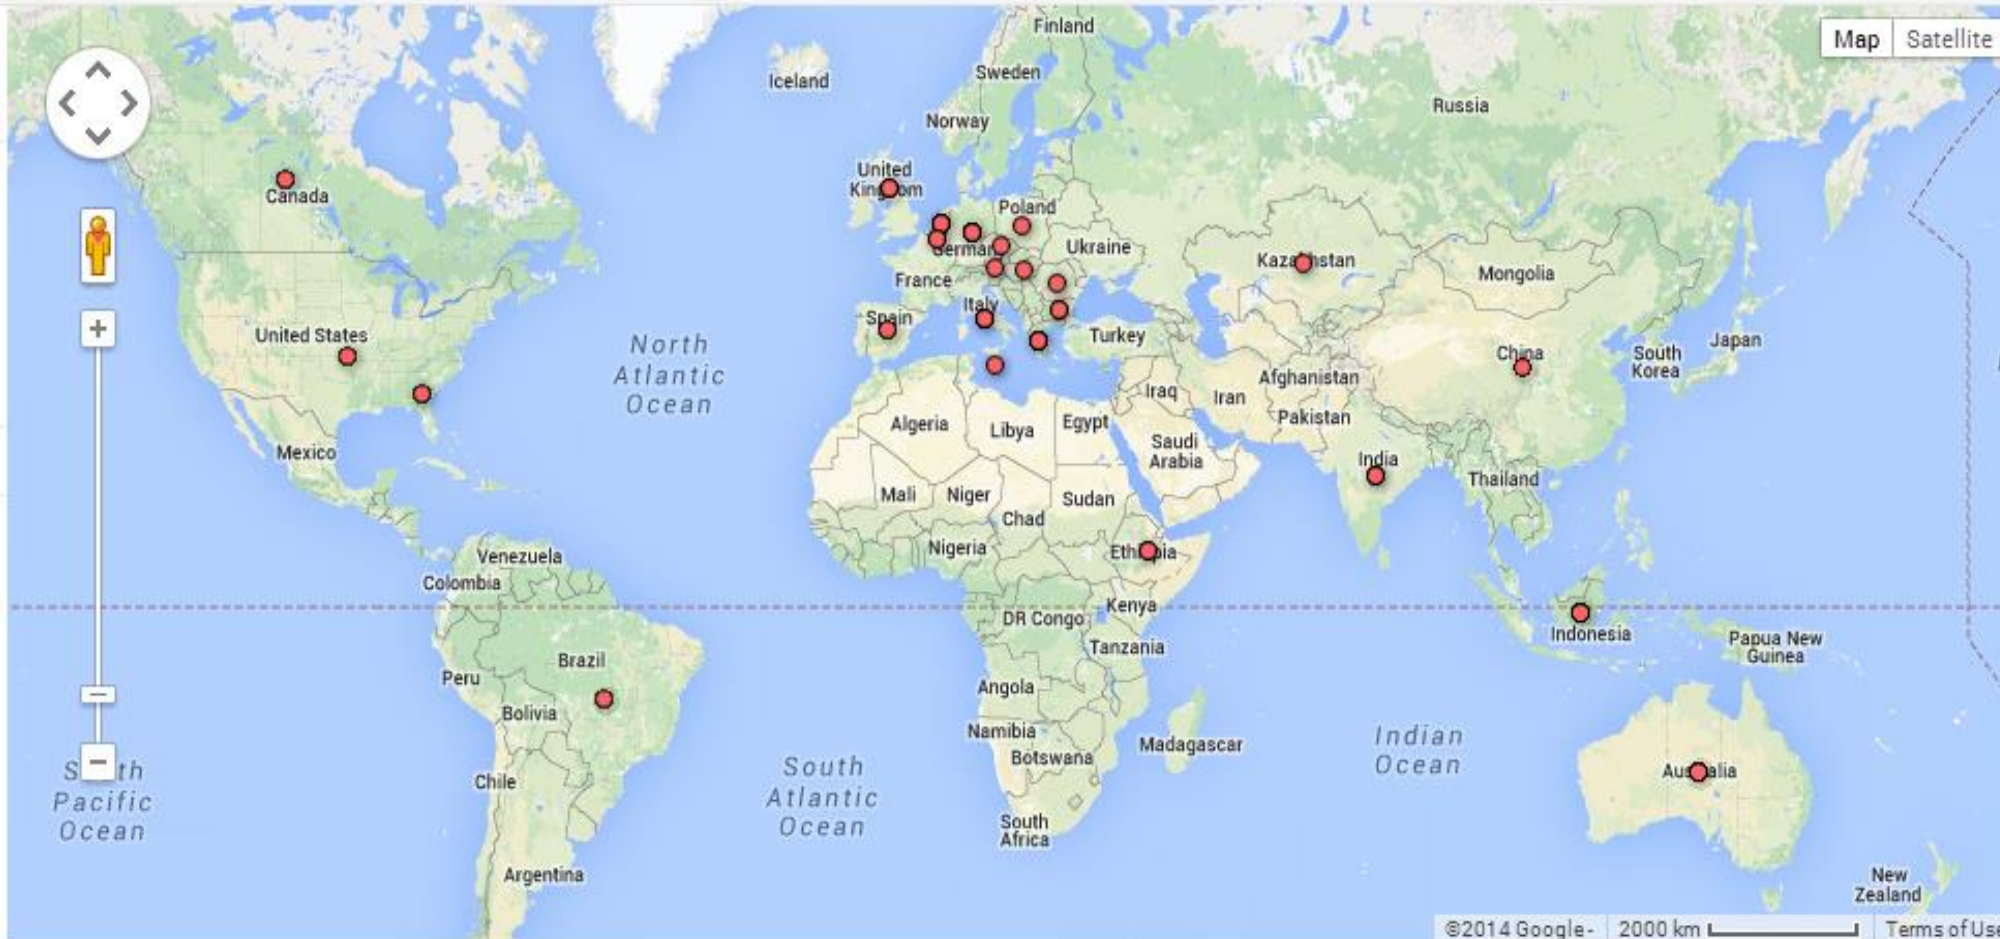 Finland
Map
Satellite
Iceland
Sweden
Russia
Norway
United
Kingdom
Canada
Poland
Germany
Ukraine
Kazakhstan
Mongolia
France
Italy
Spain
United States
Turkey
North
Atlantic
Ocean
China
South
Korea
Japan
Afghanistan
Iraq
Iran
Pakistan
Algeria
Libya
Egypt
Saudi
Arabia
Mexico
India
Thailand
Mali
Niger
Sudan
Chad
Nigeria
Ethiopia
Venezuela
Colombia
Kenya
DR Congo
Tanzania
Indonesia
Papua New
Guinea
Brazil
Peru
Angola
Bolivia
Namibia
Botswana
Madagascar
Indian
Ocean
South
Pacific
Ocean
Chile
South
Atlantic
Ocean
Australia
South
Africa
Argentina
New
Zealand
©2014 Google -
2000 km
Terms of Use